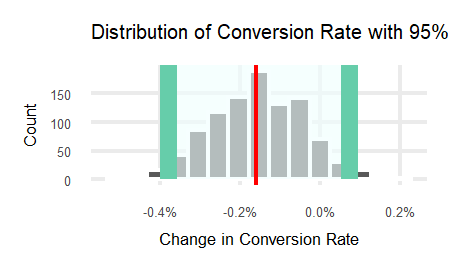 Distribution of Conversion Rate with 95%
Count
150
100
50
0
-0.4%
-0.2%
0.0%
0.2%
Change in Conversion Rate